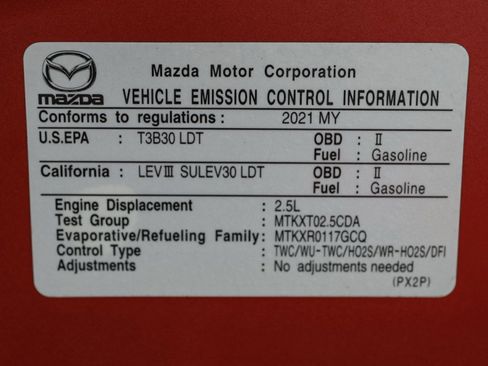 Mazda Motor Corporation
mazda VEHICLE EMISSION CONTROL INFORMATION
Conforms to regulations : 2021 MY
U.S.EPA : T3B30 LDT OBD : II
Fuel : Gasoline
California : LEVIII SULEV30 LDT OBD : II
Fuel : Gasoline
Engine Displacement : 2.5L
Test Group : MTKXT02.5CDA
Evaporative/Refueling Family: MTKXR0117GCQ
Control Type : TWC/WU-TWC/HO2S/WR-HO2S/DFI
Adjustments : No adjustments needed
(PX2P)